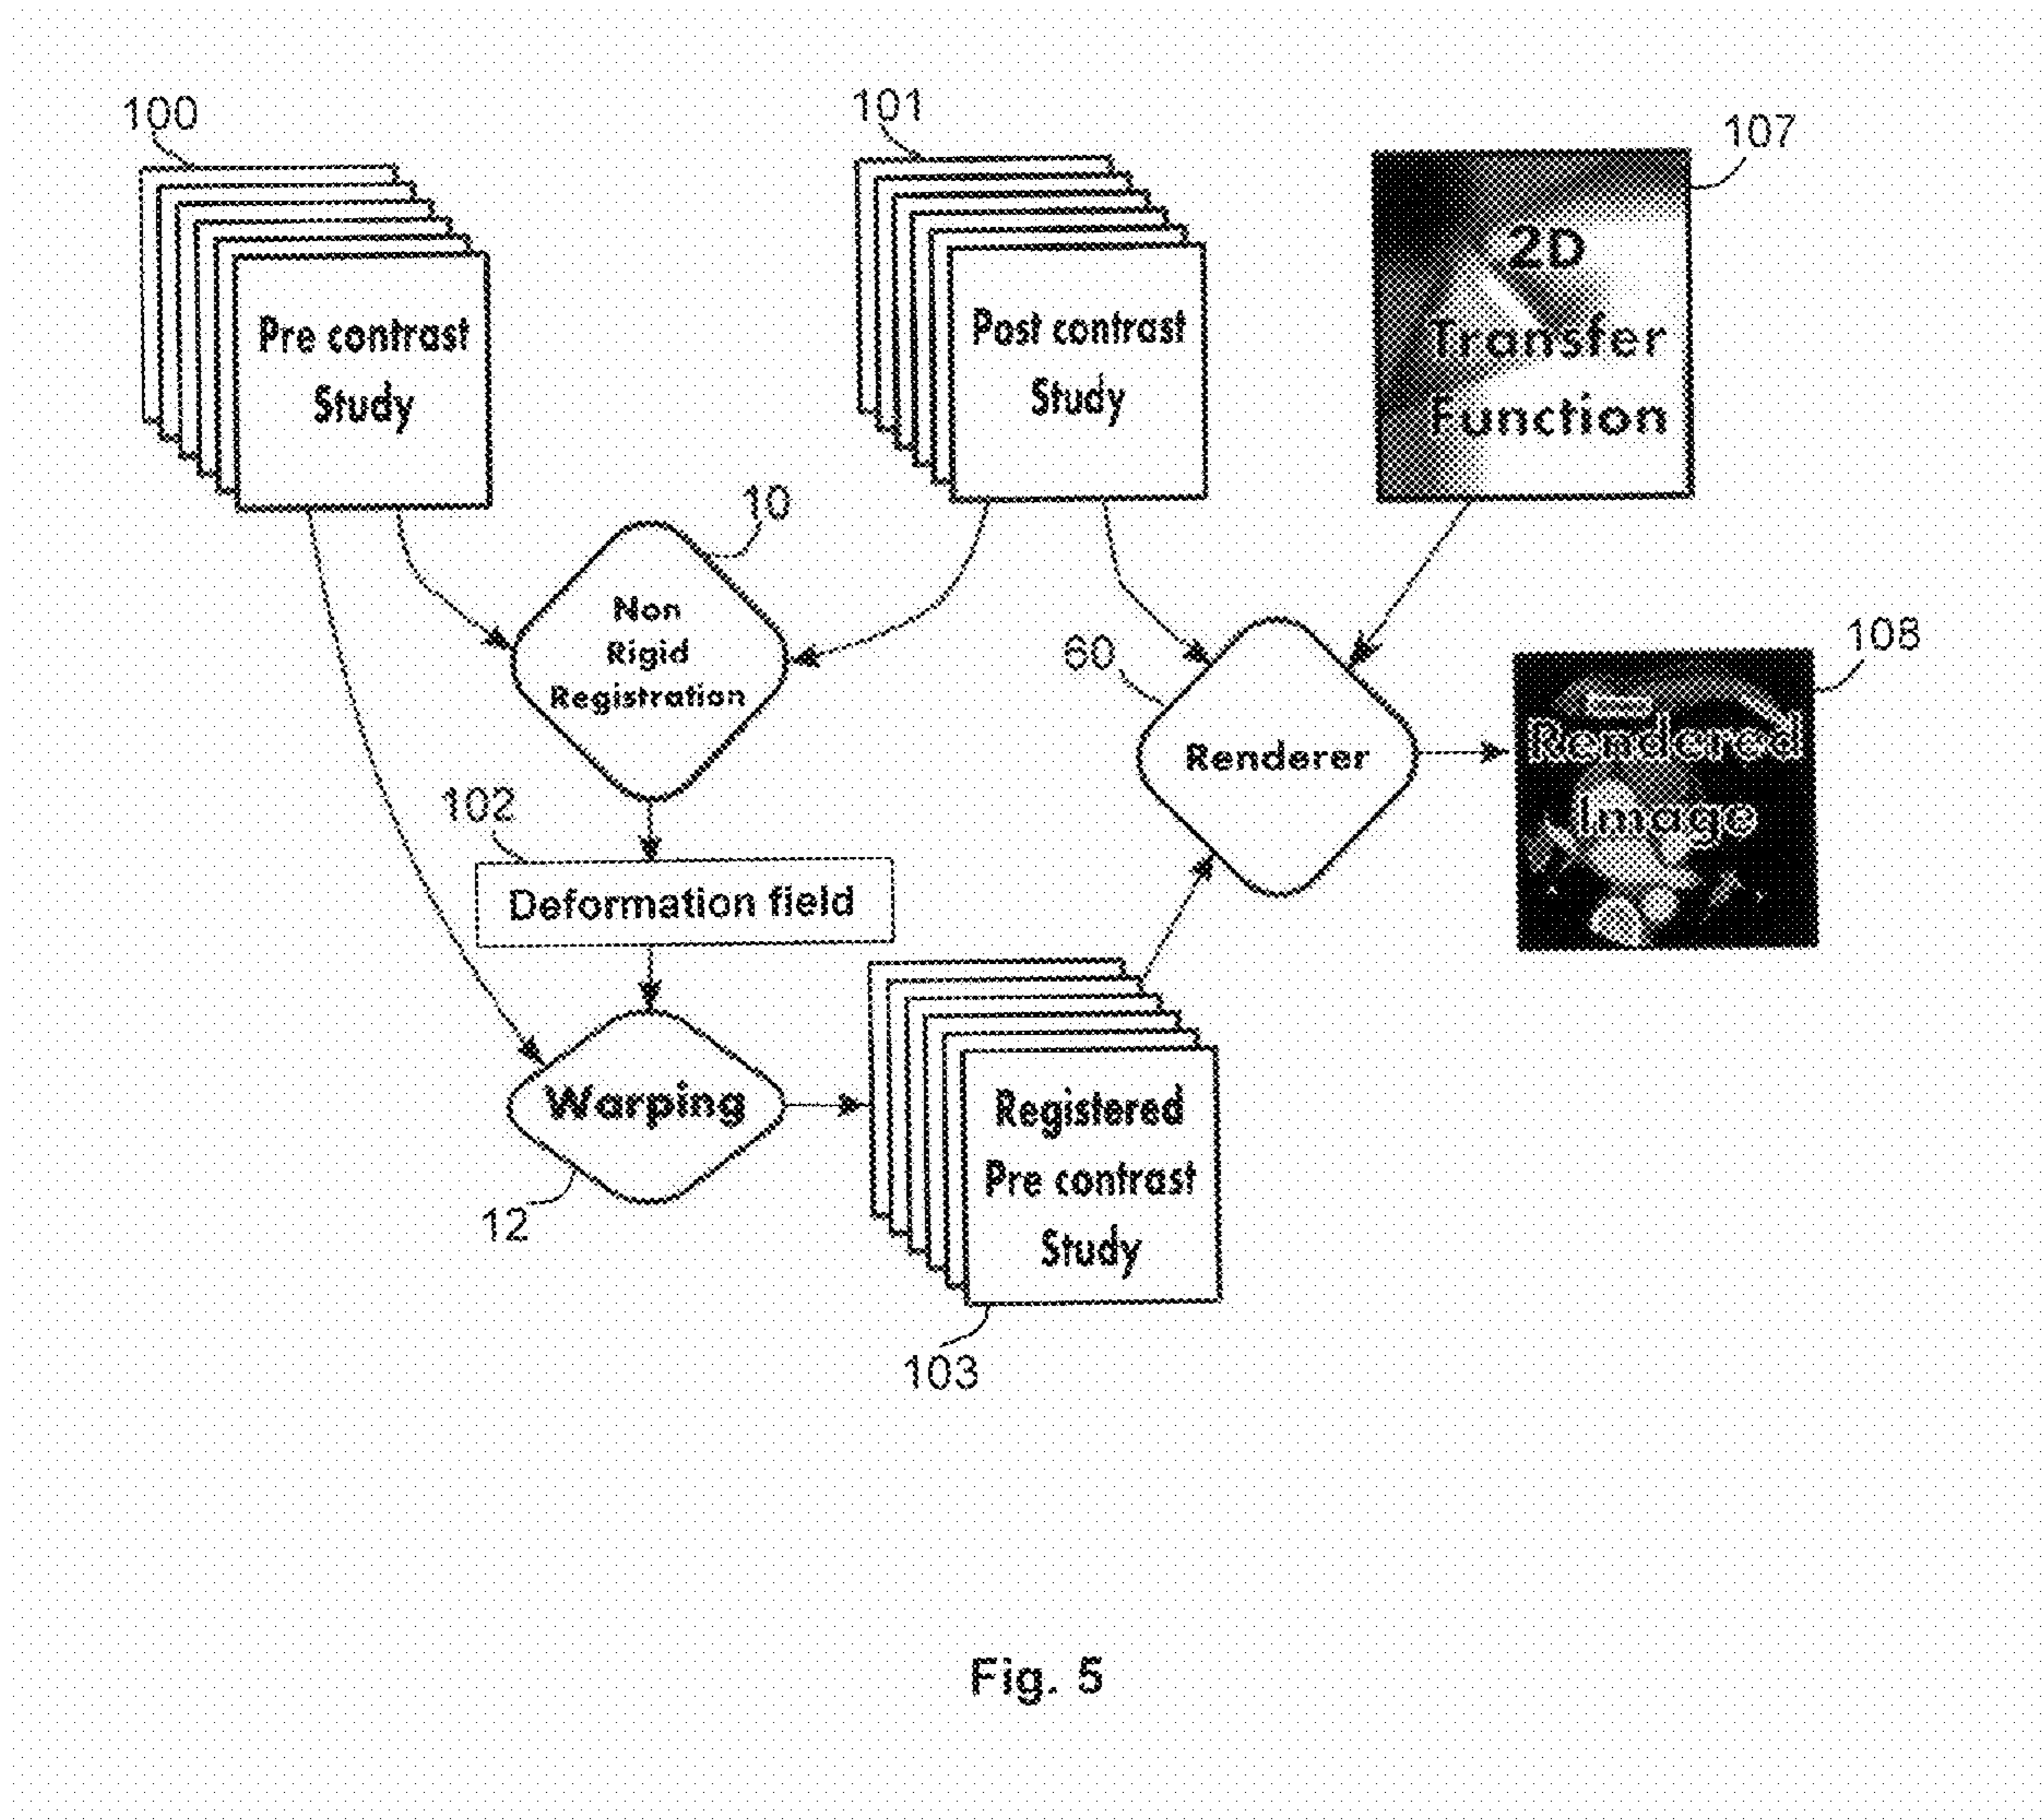 100
101
107
Pre contrast
Study
Post contrast
Study
2D
Transfer
Function
10
Non
Rigid
Registration
60
Renderer
108
Rendered
Image
102
Deformation field
Warping
12
Registered
Pre contrast
Study
103
Fig. 5